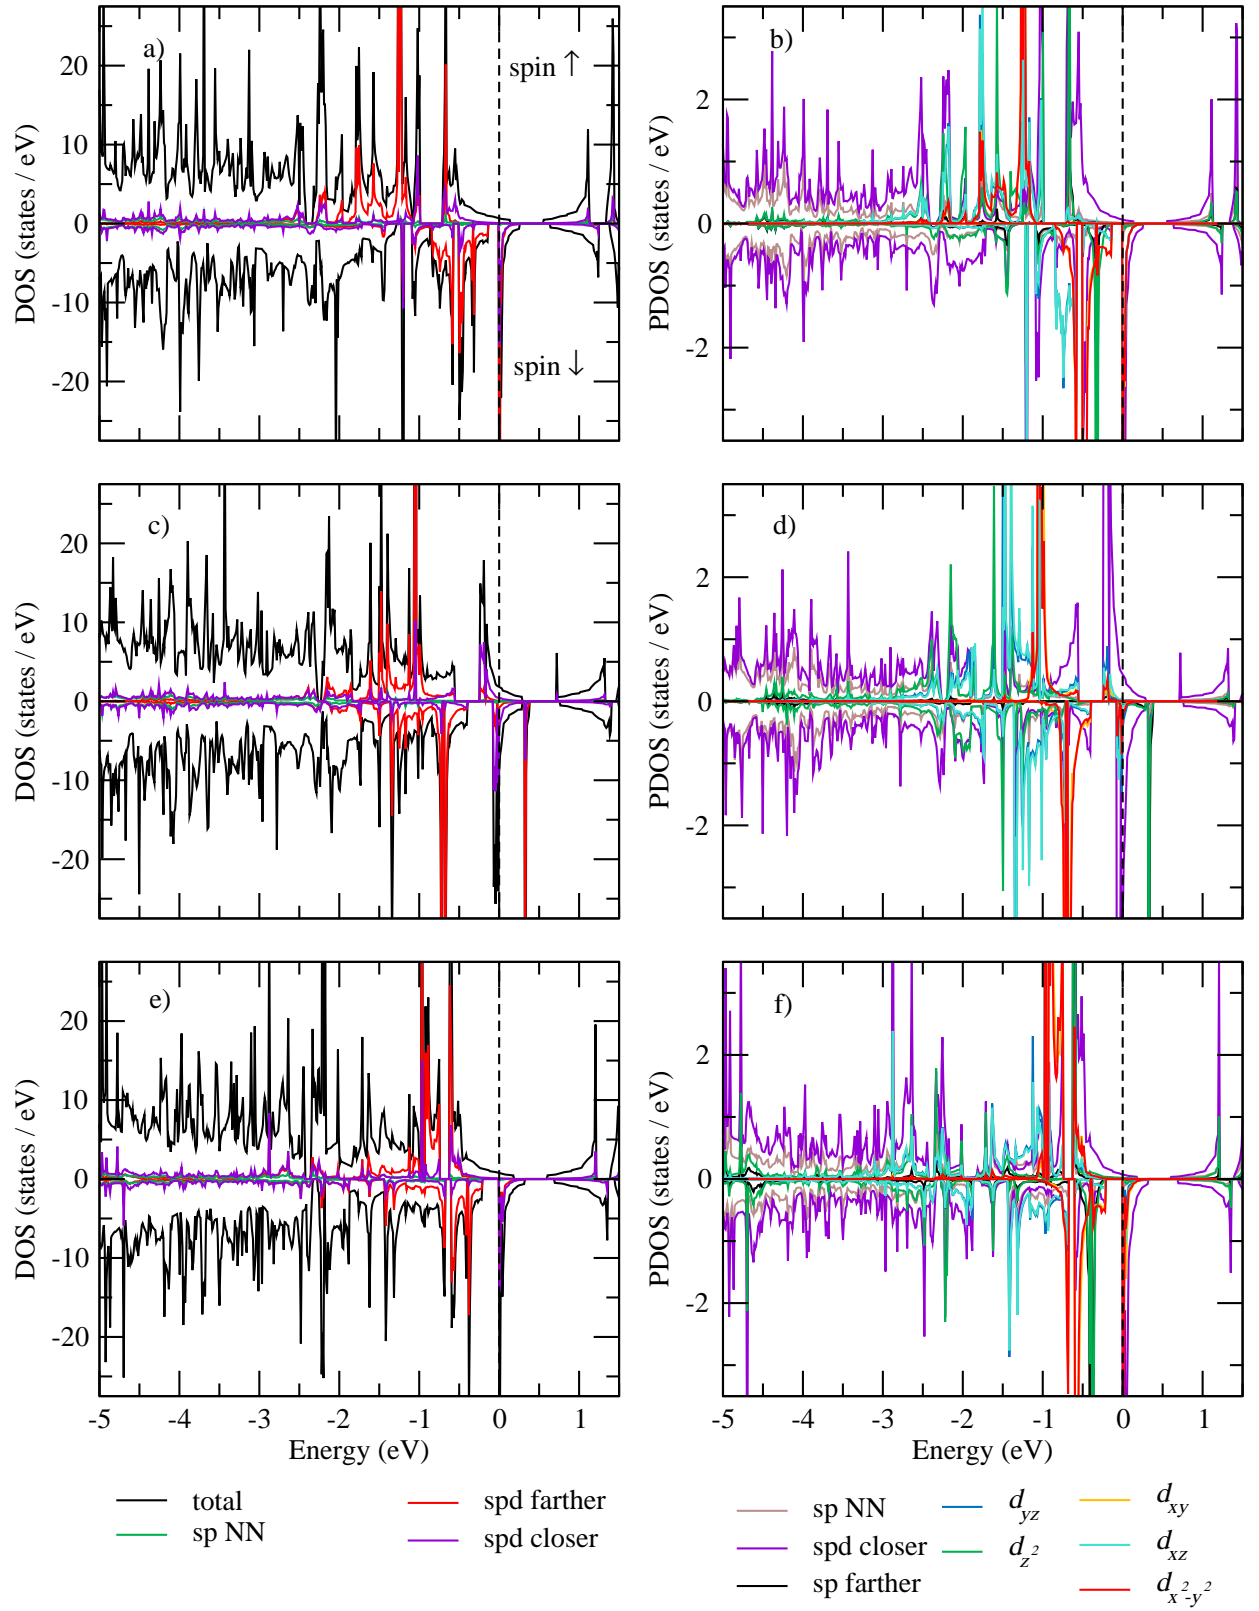 a)
spin ↑
spin ↓
20
10
0
-10
-20
DOS (states / eV)
b)
2
0
-2
PDOS (states / eV)
c)
20
10
0
-10
-20
DOS (states / eV)
d)
2
0
-2
PDOS (states / eV)
e)
20
10
0
-10
-20
DOS (states / eV)
-5 -4 -3 -2 -1 0 1
Energy (eV)
f)
2
0
-2
PDOS (states / eV)
-5 -4 -3 -2 -1 0 1
Energy (eV)
total
sp NN
spd farther
spd closer
sp NN
spd closer
sp farther
d_yz
d_z²
d_xy
d_xz
d_x²-y²